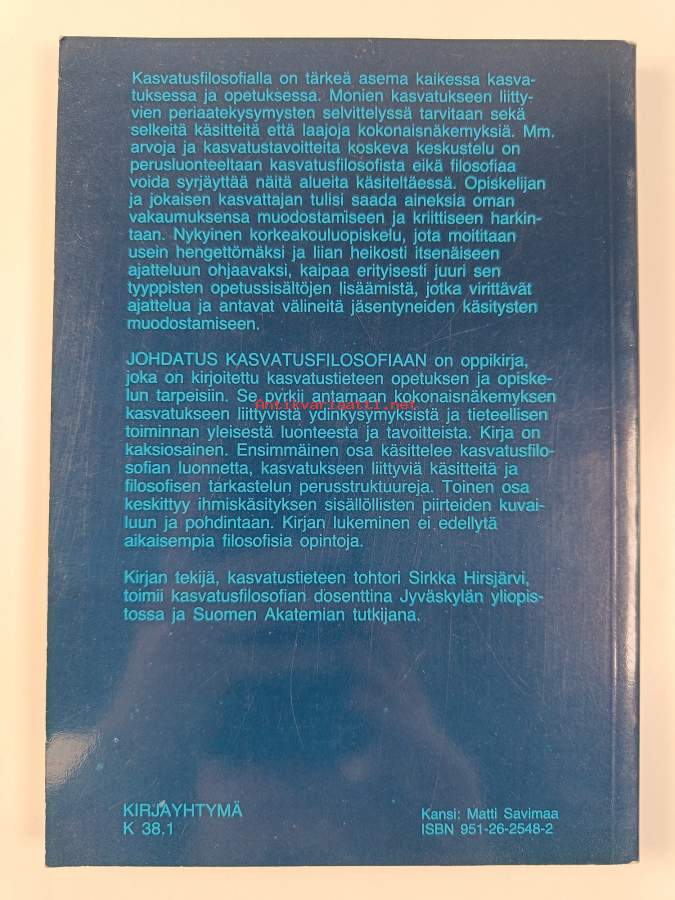 Kasvatusfilosofialla on tärkeä asema kaikessa kasva-
tuksessa ja opetuksessa. Monien kasvatukseen liitty-
vien periaatekysymysten selvittelyssä tarvitaan sekä
selkeitä käsitteitä että laajoja kokonaisnäkemyksiä. Mm.
arvoja ja kasvatustavoitteita koskeva keskustelu on
perusluonteeltaan kasvatusfilosofista eikä filosofiaa
voida syrjäyttää näitä alueita käsiteltäessä. Opiskelijan
ja jokaisen kasvattajan tulisi saada aineksia oman
vakaumuksensa muodostamiseen ja kriittiseen harkin-
taan. Nykyinen korkeakouluopiskelu, jota moititaan
usein hengettömäksi ja liian heikosti itsenäiseen
ajatteluun ohjaavaksi, kaipaa erityisesti juuri sen
tyyppisten opetussisältöjen lisäämistä, jotka virittävät
ajattelua ja antavat välineitä jäsentyneiden käsitysten
muodostamiseen.
JOHDATUS KASVATUSFILOSOFIAAN on oppikirja,
joka on kirjoitettu kasvatustieteen opetuksen ja opiske-
lun tarpeisiin. Se pyrkii antamaan kokonaisnäkemyksen
Antikvariaatti.net
kasvatukseen liittyvistä ydinkysymyksistä ja tieteellisen
toiminnan yleisestä luonteesta ja tavoitteista. Kirja on
kaksiosainen. Ensimmäinen osa käsittelee kasvatusfilo-
sofian luonnetta, kasvatukseen liittyviä käsitteitä ja
filosofisen tarkastelun perusstruktuureja. Toinen osa
keskittyy ihmiskäsityksen sisällöllisten piirteiden kuvai-
luun ja pohdintaan. Kirjan lukeminen ei edellytä
aikaisempia filosofisia opintoja.
Kirjan tekijä, kasvatustieteen tohtori Sirkka Hirsjärvi,
toimii kasvatusfilosofian dosenttina Jyväskylän yliopis-
tossa ja Suomen Akatemian tutkijana.
KIRJAYHTYMÄ
K 38.1
Kansi: Matti Savimaa
ISBN 951-26-2548-2